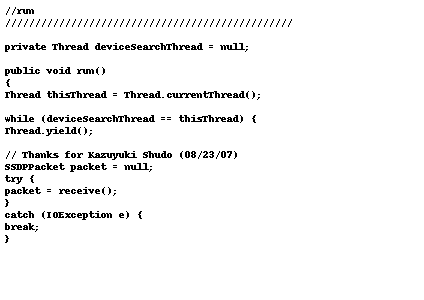 //run
////////////////////////////////////////////////
private Thread deviceSearchThread = null;
public void run()
{
Thread thisThread = Thread.currentThread();
while (deviceSearchThread == thisThread) {
Thread.yield();
// Thanks for Kazuyuki Shudo (08/23/07)
SSDPPacket packet = null;
try {
packet = receive();
}
catch (IOException e) {
break;
}